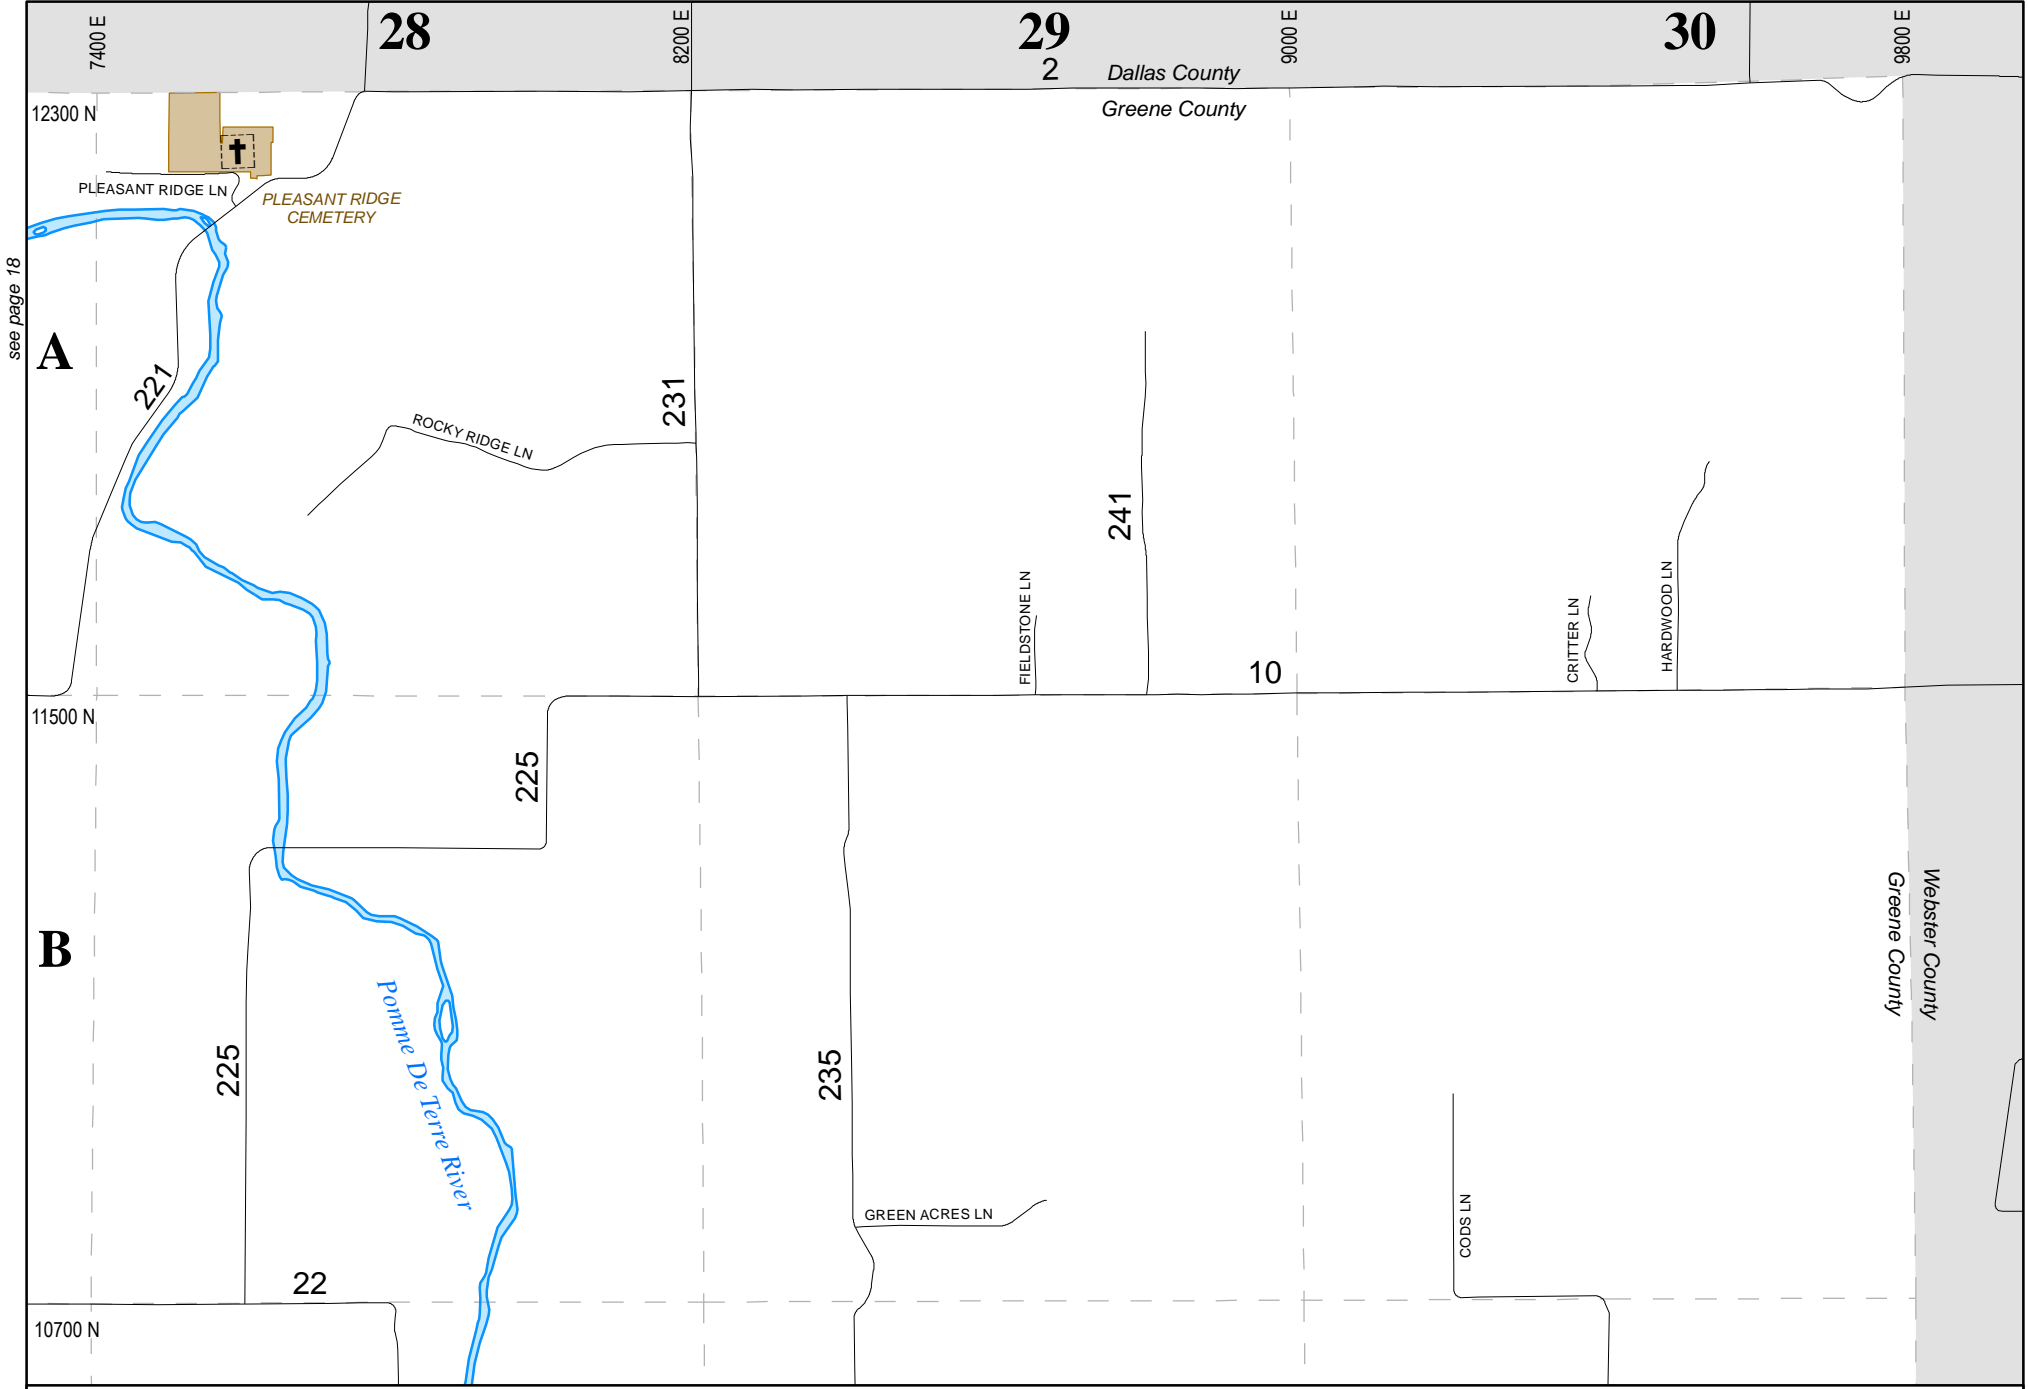 7400 E
28
8200 E
29
9000 E
30
9800 E
2
Dallas County
Greene County
12300 N
PLEASANT RIDGE LN
PLEASANT RIDGE
CEMETERY
see page 18
A
221
231
ROCKY RIDGE LN
241
FIELDSTONE LN
CRITTER LN
HARDWOOD LN
10
11500 N
225
B
Greene County
Webster County
Pomme De Terre River
225
235
GREEN ACRES LN
CODS LN
22
10700 N